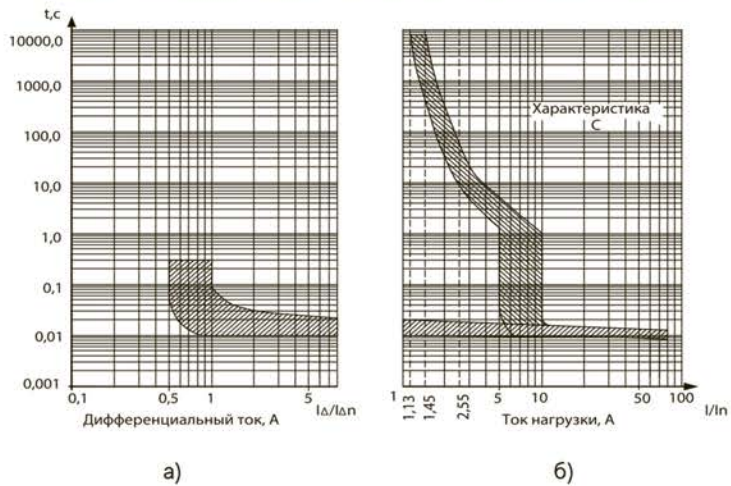 t,c
10000,0
1000,0
100,0
10,0
1,0
0,1
0,01
0,001
0,1
0,5
1
5
IΔ/IΔn
Дифференциальный ток, А
а)
Характеристика
С
1
1,13
1,45
2,55
5
10
50
100
Ток нагрузки, А
I/In
б)